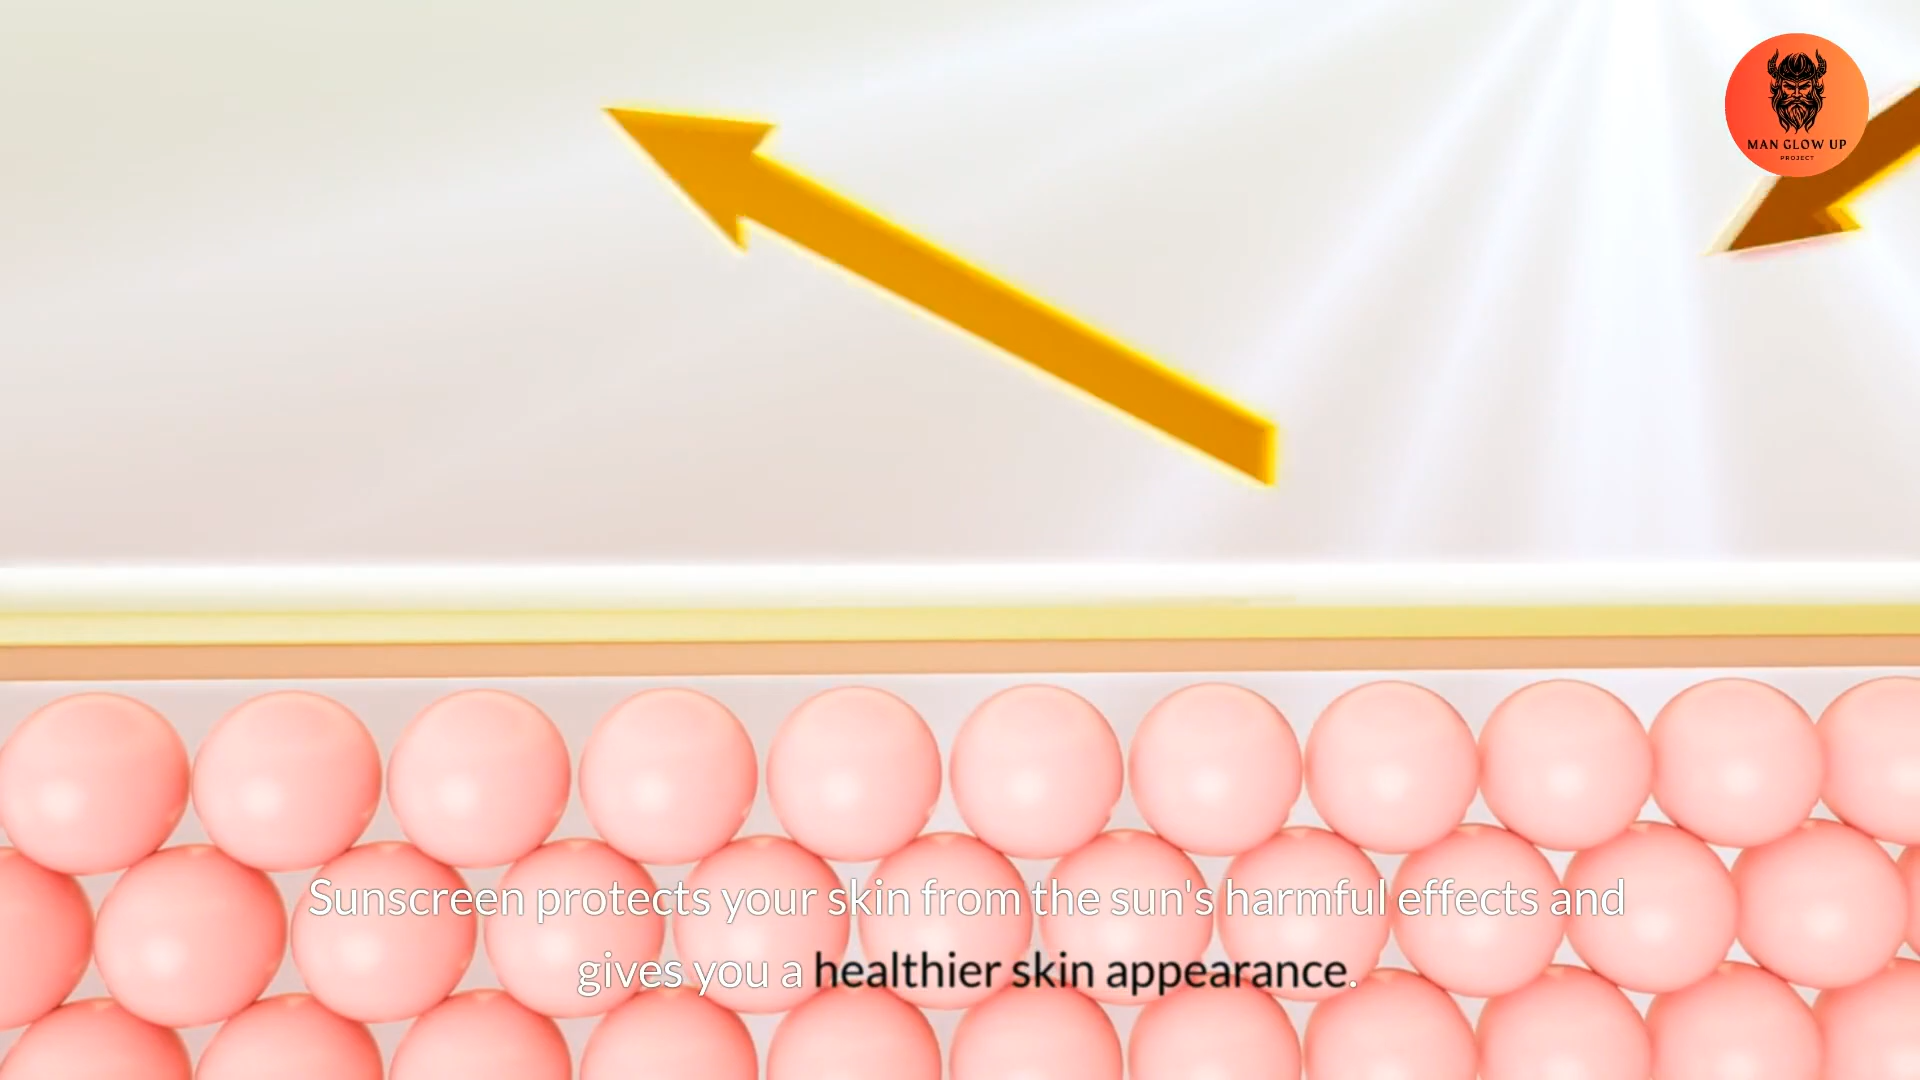 MAN GLOW UP
PROJECT
Sunscreen protects your skin from the sun's harmful effects and
gives you a healthier skin appearance.